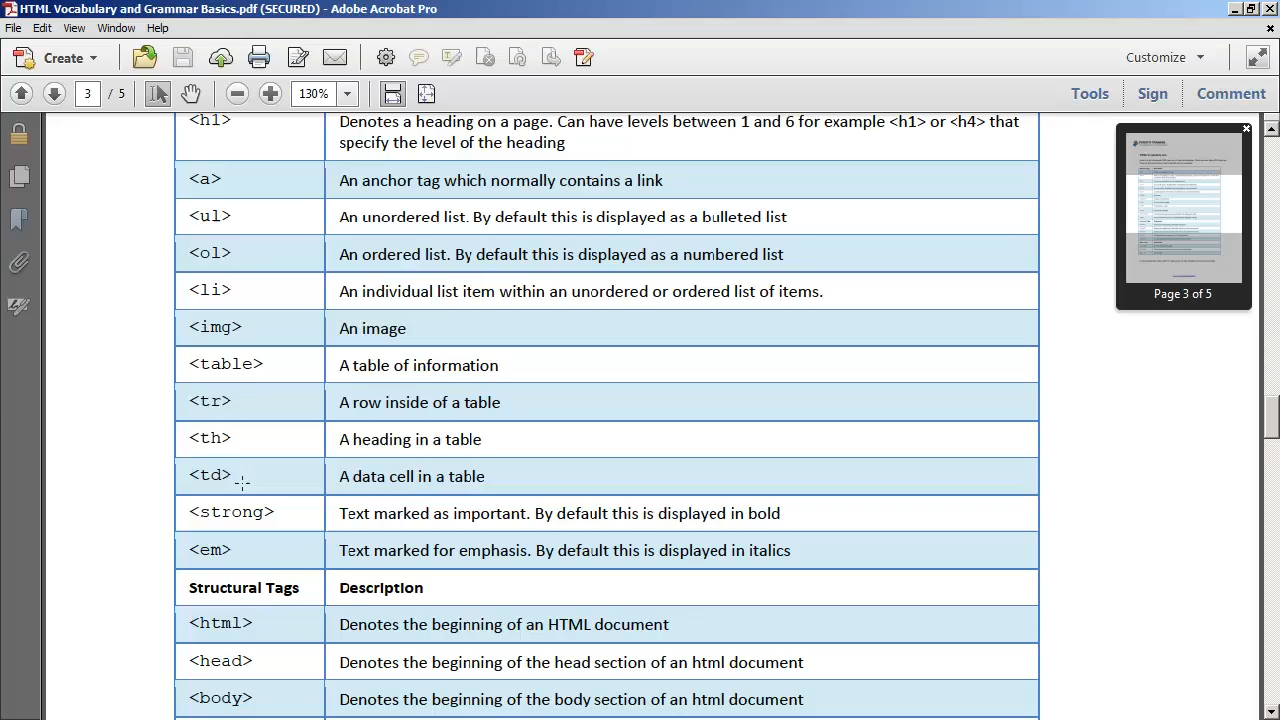 HTML Vocabulary and Grammar Basics.pdf (SECURED) - Adobe Acrobat Pro
File Edit View Window Help
Create
Customize
3 / 5
130%
Tools Sign Comment
<h1> Denotes a heading on a page. Can have levels between 1 and 6 for example <h1> or <h4> that
specify the level of the heading
<a> An anchor tag that normally contains a link
<ul> An unordered list. By default this is displayed as a bulleted list
<ol> An ordered list. By default this is displayed as a numbered list
<li> An individual list item within an unordered or ordered list of items.
<img> An image
<table> A table of information
<tr> A row inside of a table
<th> A heading in a table
<td> A data cell in a table
<strong> Text marked as important. By default this is displayed in bold
<em> Text marked for emphasis. By default this is displayed in italics
Structural Tags Description
<html> Denotes the beginning of an HTML document
<head> Denotes the beginning of the head section of an html document
<body> Denotes the beginning of the body section of an html document
Page 3 of 5